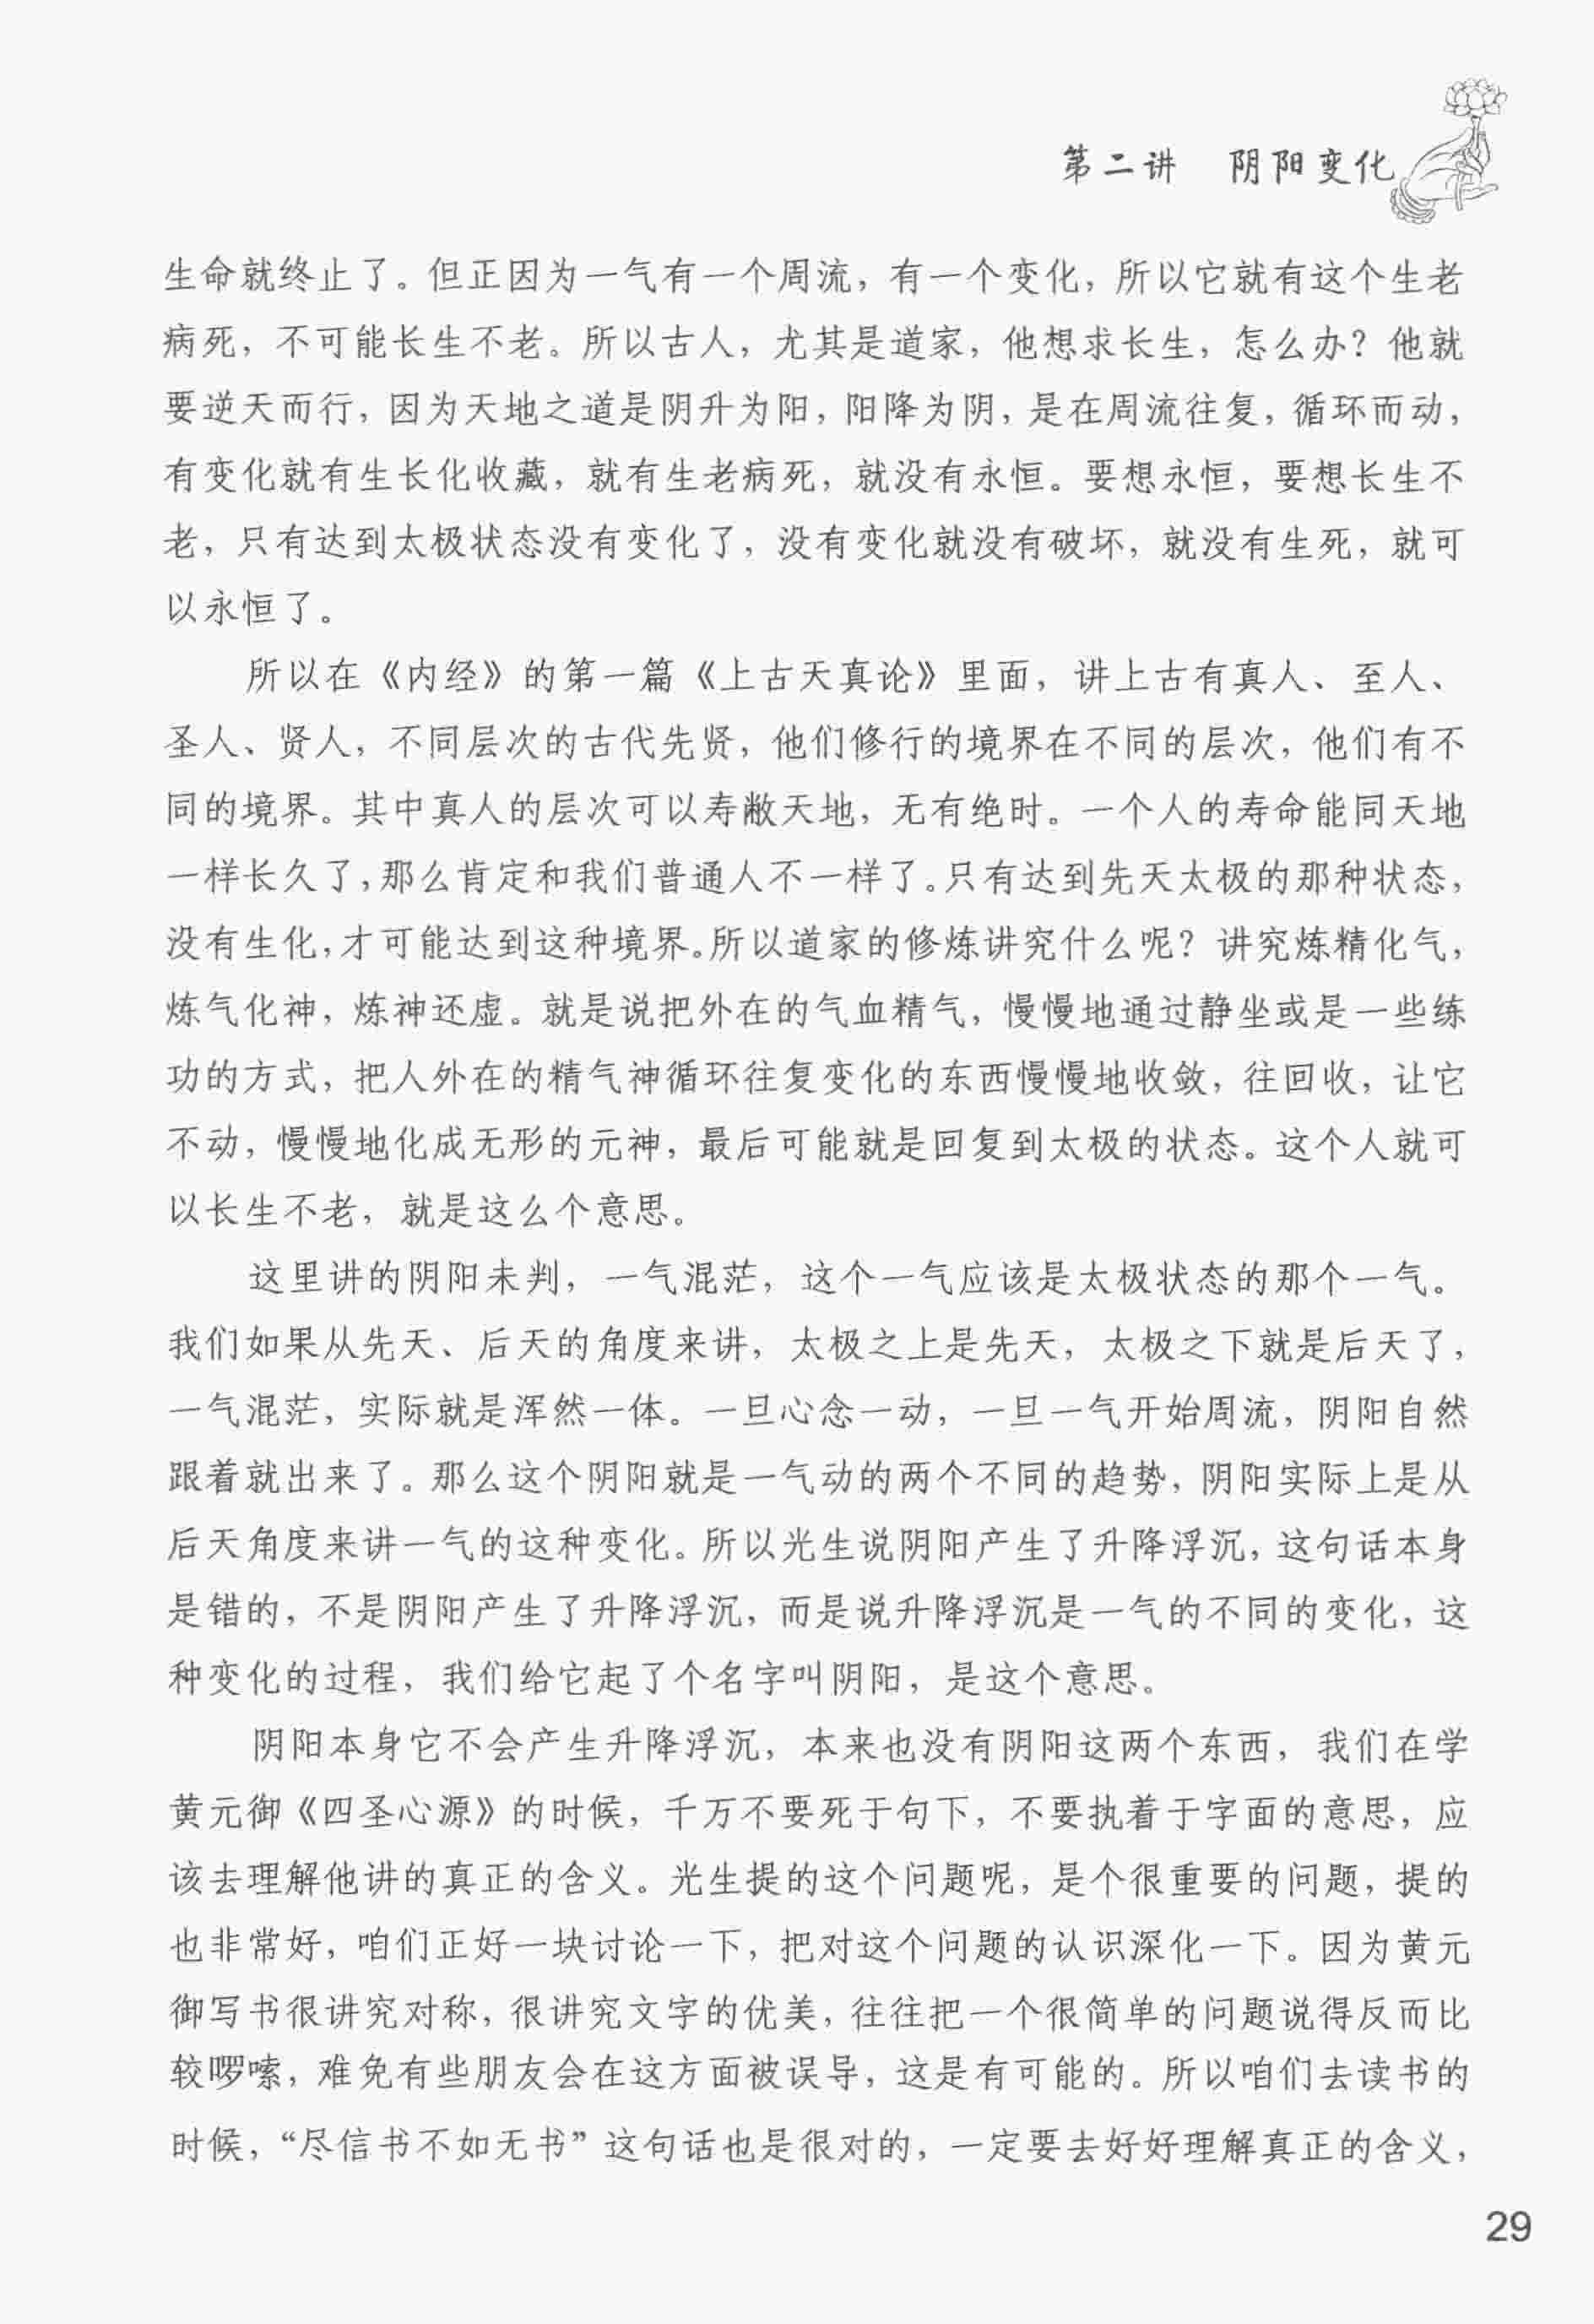 第二讲 阴阳变化
生命就终止了。但正因为一气有一个周流，有一个变化，所以它就有这个生老
病死，不可能长生不老。所以古人，尤其是道家，他想求长生，怎么办？他就
要逆天而行，因为天地之道是阴升为阳，阳降为阴，是在周流往复，循环而动，
有变化就有生长化收藏，就有生老病死，就没有永恒。要想永恒，要想长生不
老，只有达到太极状态没有变化了，没有变化就没有破坏，就没有生死，就可
以永恒了。
所以在《内经》的第一篇《上古天真论》里面，讲上古有真人、至人、
圣人、贤人，不同层次的古代先贤，他们修行的境界在不同的层次，他们有不
同的境界。其中真人的层次可以寿敝天地，无有绝时。一个人的寿命能同天地
一样长久了，那么肯定和我们普通人不一样了。只有达到先天太极的那种状态，
没有生化，才可能达到这种境界。所以道家的修炼讲究什么呢？讲究炼精化气，
炼气化神，炼神还虚。就是说把外在的气血精气，慢慢地通过静坐或是一些练
功的方式，把人外在的精气神循环往复变化的东西慢慢地收敛，往回收，让它
不动，慢慢地化成无形的元神，最后可能就是回复到太极的状态。这个人就可
以长生不老，就是这么个意思。
这里讲的阴阳未判，一气混茫，这个一气应该是太极状态的那个一气。
我们如果从先天、后天的角度来讲，太极之上是先天，太极之下就是后天了，
一气混茫，实际就是浑然一体。一旦心念一动，一旦一气开始周流，阴阳自然
跟着就出来了。那么这个阴阳就是一气动的两个不同的趋势，阴阳实际上是从
后天角度来讲一气的这种变化。所以光生说阴阳产生了升降浮沉，这句话本身
是错的，不是阴阳产生了升降浮沉，而是说升降浮沉是一气的不同的变化，这
种变化的过程，我们给它起了个名字叫阴阳，是这个意思。
阴阳本身它不会产生升降浮沉，本来也没有阴阳这两个东西，我们在学
黄元御《四圣心源》的时候，千万不要死于句下，不要执着于字面的意思，应
该去理解他讲的真正的含义。光生提的这个问题呢，是个很重要的问题，提的
也非常好，咱们正好一块讨论一下，把对这个问题的认识深化一下。因为黄元
御写书很讲究对称，很讲究文字的优美，往往把一个很简单的问题说得反而比
较啰嗦，难免有些朋友会在这方面被误导，这是有可能的。所以咱们去读书的
时候，“尽信书不如无书”这句话也是很对的，一定要去好好理解真正的含义，
29